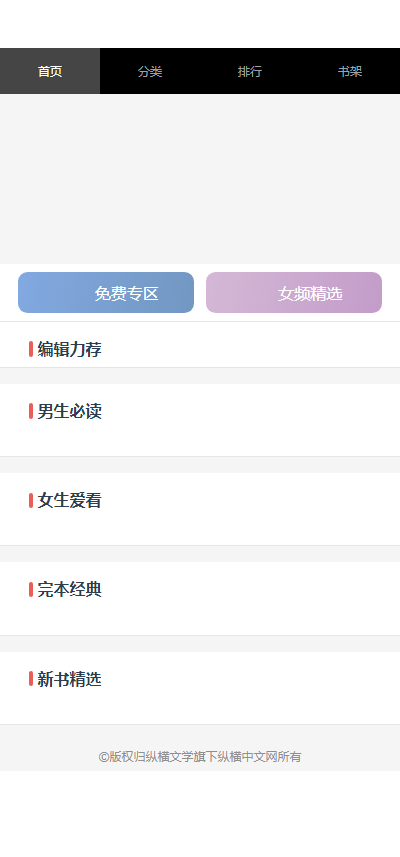 首页 分类 排行 书架
免费专区 女频精选
编辑力荐
男生必读
女生爱看
完本经典
新书精选
©版权归纵横文学旗下纵横中文网所有